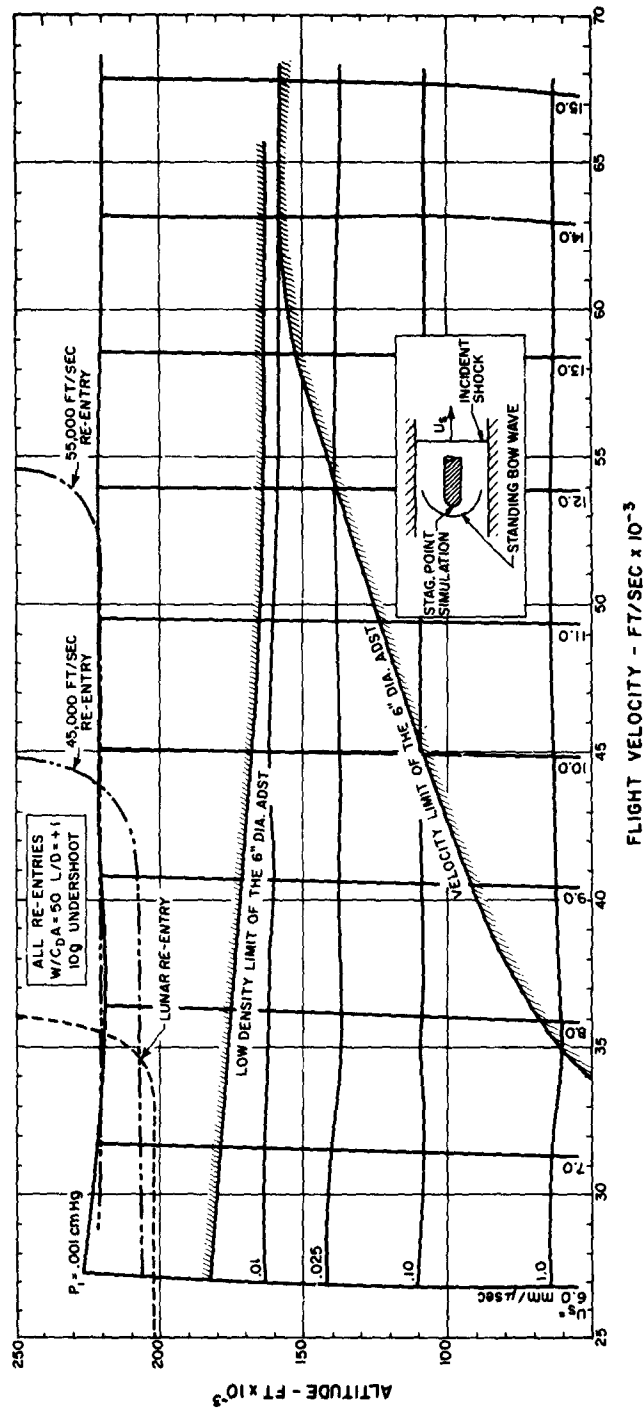 ALTITUDE - FT x 10⁻³
250
200
150
100
FLIGHT VELOCITY - FT/SEC x 10⁻³
25
30
35
40
45
50
55
60
65
70
ALL RE-ENTRIES
W/C_DA = 50 L/D = +1
10g UNDERSHOOT
LUNAR RE-ENTRY
45,000 FT/SEC
RE-ENTRY
55,000 FT/SEC
RE-ENTRY
P₁ = .001 cm Hg
.01
.025
.10
1.0
LOW DENSITY LIMIT OF THE 6" DIA. ADST
VELOCITY LIMIT OF THE 6" DIA. ADST
STAG. POINT
SIMULATION
U_S
INCIDENT
SHOCK
STANDING BOW WAVE
U_S =
6.0 mm/μsec
7.0
8.0
9.0
10.0
11.0
12.0
13.0
14.0
15.0